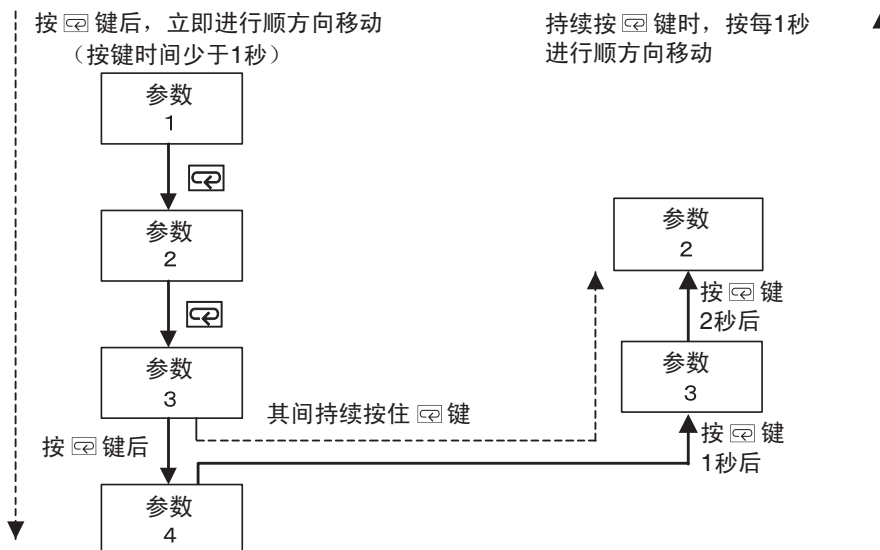 按 键后，立即进行顺方向移动
（按键时间少于1秒）
持续按 键时，按每1秒
进行顺方向移动
参数
1
参数
2
参数
2
按 键
2秒后
参数
3
参数
3
其间持续按住 键
按 键后
按 键
1秒后
参数
4